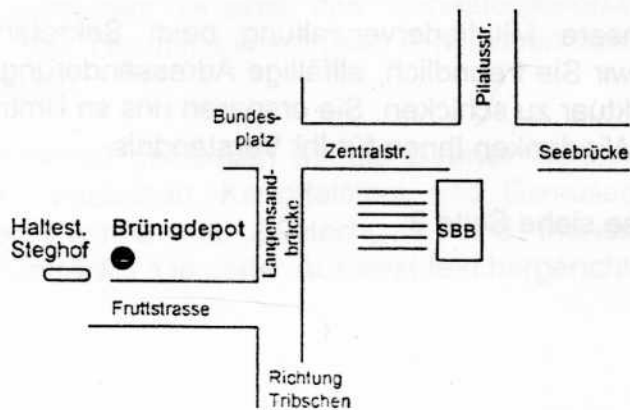 Pilatusstr.
Bundes-
platz
Zentralstr.
Seebrücke
Langensand-
brücke
SBB
Haltest.
Steghof
Brünigdepot
Fruttstrasse
Richtung
Tribschen